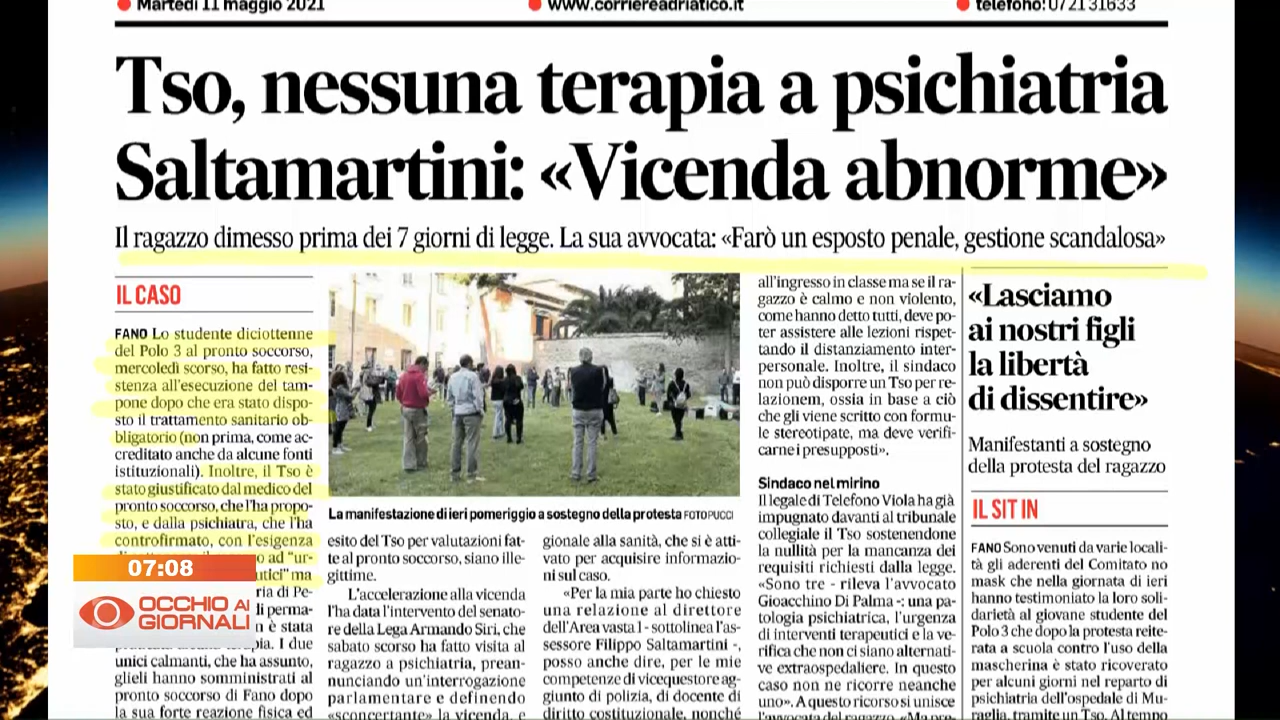 Martedì 11 maggio 2021
www.corriereadriatico.it
telefono: 0721 31633
Tso, nessuna terapia a psichiatria
Saltamartini: «Vicenda abnorme»
Il ragazzo dimesso prima dei 7 giorni di legge. La sua avvocata: «Farò un esposto penale, gestione scandalosa»
IL CASO
FANO Lo studente diciottenne
del Polo 3 al pronto soccorso,
mercoledì scorso, ha fatto resi-
stenza all'esecuzione del tam-
pone dopo che era stato dispo-
sto il trattamento sanitario ob-
bligatorio (non prima, come ac-
creditato anche da alcune fonti
istituzionali). Inoltre, il Tso è
stato giustificato dal medico del
pronto soccorso, che l'ha propo-
sto, e dalla psichiatra, che l'ha
controfirmato, con l'esigenza
ad "ur-
utici" ma
ria di Pe-
li perma-
n è stata
pia. I due
unici calmanti, che ha assunto,
glieli hanno somministrati al
pronto soccorso di Fano dopo
la sua forte reazione fisica ed
La manifestazione di ieri pomeriggio a sostegno della protesta FOTO PUCCI
esito del Tso per valutazioni fat-
te al pronto soccorso, siano ille-
gittime.
L'accelerazione alla vicenda
l'ha data l'intervento del senato-
re della Lega Armando Siri, che
sabato scorso ha fatto visita al
ragazzo a psichiatria, prean-
nunciando un'interrogazione
parlamentare e definendo
«sconcertante» la vicenda, e
gionale alla sanità, che si è atti-
vato per acquisire informazio-
ni sul caso.
«Per la mia parte ho chiesto
una relazione al direttore
dell'Area vasta 1 - sottolinea l'as-
sessore Filippo Saltamartini -,
posso anche dire, per le mie
competenze di vicequestore ag-
giunto di polizia, di docente di
diritto costituzionale, nonché
all'ingresso in classe ma se il ra-
gazzo è calmo e non violento,
come hanno detto tutti, deve po-
ter assistere alle lezioni rispet-
tando il distanziamento inter-
personale. Inoltre, il sindaco
non può disporre un Tso per re-
lazionem, ossia in base a ciò
che gli viene scritto con formu-
le stereotipate, ma deve verifi-
carne i presupposti».
Sindaco nel mirino
Il legale di Telefono Viola ha già
impugnato davanti al tribunale
collegiale il Tso sostenendone
la nullità per la mancanza dei
requisiti richiesti dalla legge.
«Sono tre - rileva l'avvocato
Gioacchino Di Palma -: una pa-
tologia psichiatrica, l'urgenza
di interventi terapeutici e la ve-
rifica che non ci siano alternati-
ve extraospedaliere. In questo
caso non ne ricorre neanche
uno». A questo ricorso si unisce
l'avvocata del ragazzo. «Ma pre-
«Lasciamo
ai nostri figli
la libertà
di dissentire»
Manifestanti a sostegno
della protesta del ragazzo
IL SIT IN
FANO Sono venuti da varie locali-
tà gli aderenti del Comitato no
mask che nella giornata di ieri
hanno testimoniato la loro soli-
darietà al giovane studente del
Polo 3 che dopo la protesta reite-
rata a scuola contro l'uso della
mascherina è stato ricoverato
per alcuni giorni nel reparto di
psichiatria dell'ospedale di Mu-
raglia, tramite un Tso. Al tempo
07:08
OCCHIO AI
GIORNALI